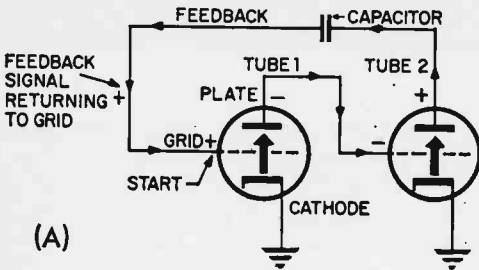 FEEDBACK
CAPACITOR
FEEDBACK
SIGNAL
RETURNING
TO GRID
+
TUBE 1
TUBE 2
PLATE
-
+
GRID+
-
START
CATHODE
(A)